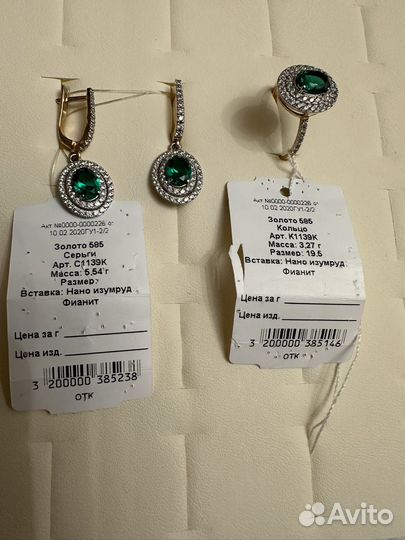 Акт №0000-0000226 от
10.02 2020ГУ1-2/2
Золото 585
Серьги
Арт. С1139К
Масса: 5,54 г
Размер:
Вставка: Нано изумруд
Фианит
Цена за г
Цена изд.
3 200000 385238
ОТК
Акт №0000-0000226 от
10.02 2020ГУ1-2/2
Золото 585
Кольцо
Арт. К1139К
Масса: 3,27 г
Размер: 19.5
Вставка: Нано изумруд
Фианит
Цена за г
Цена изд.
3 200000 385146
ОТК
Avito